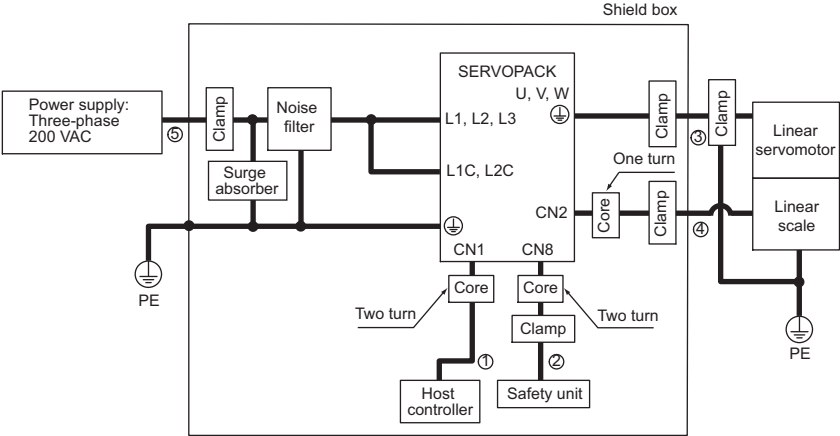 Shield box
SERVOPACK
U, V, W
Power supply:
Three-phase
200 VAC
⑤
Clamp
Noise
filter
L1, L2, L3
Clamp
③
Clamp
Linear
servomotor
Surge
absorber
L1C, L2C
One turn
CN2
Core
Clamp
④
Linear
scale
PE
CN1
CN8
Core
Core
Two turn
Two turn
Clamp
PE
①
②
Host
controller
Safety unit